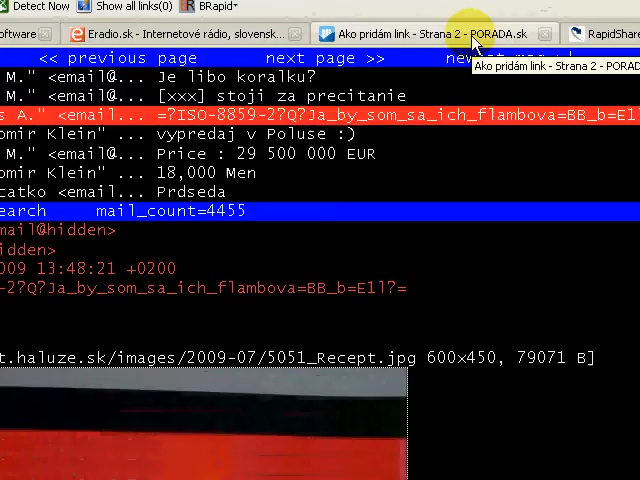 Detect Now Show all links(0) BRapid
oftware Eradio.sk - Internetové rádio, slovensk... Ako pridám link - Strana 2 - PORADA.sk RapidShare
<< previous page next page >> newest
Ako pridám link - Strana 2 - PORAD
M." <email@... Je libo koralku?
M." <email@... [xxx] stoji za precitanie
s A." <email... =?ISO-8859-2?Q?Ja_by_som_sa_ich_flambova=BB_b=E1l
omir Klein" ... vypredaj v Poluse :)
M." <email@... Price : 29 500 000 EUR
omir Klein" ... 18,000 Men
catko <email... Prdseda
earch mail_count=4455
mail@hidden>
idden>
009 13:48:21 +0200
-2?Q?Ja_by_som_sa_ich_flambova=BB_b=E1l?=
t.haluze.sk/images/2009-07/5051_Recept.jpg 600x450, 79071 B]